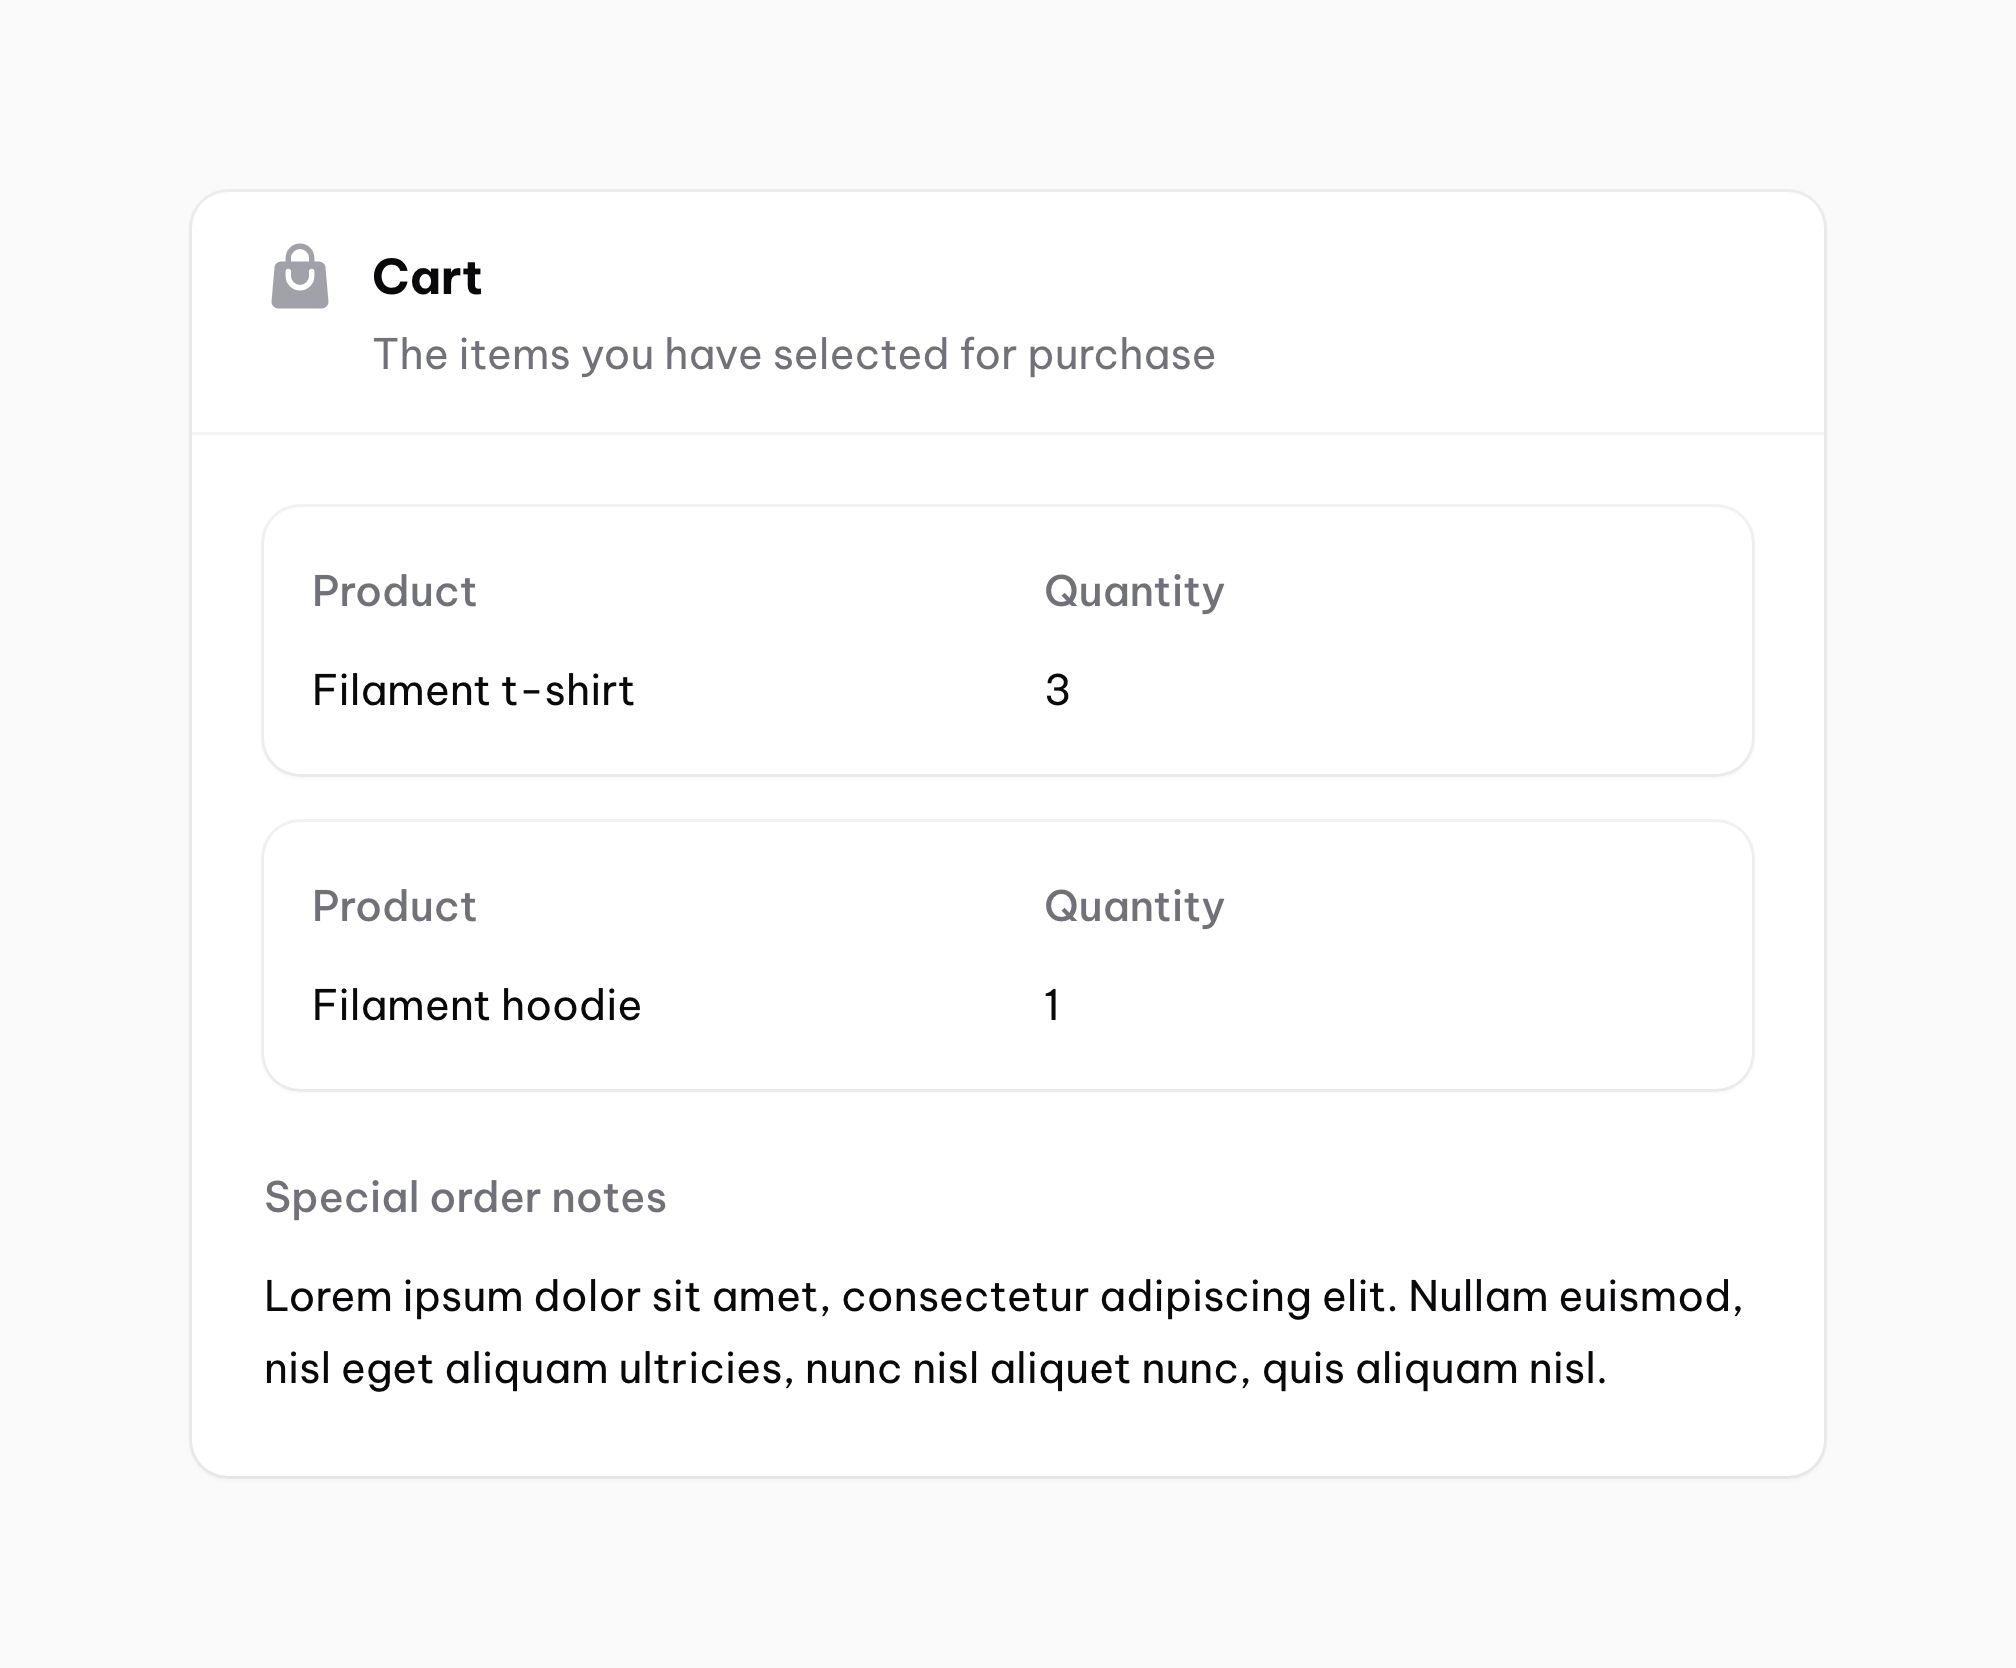 Cart
The items you have selected for purchase
Product Quantity
Filament t-shirt 3
Product Quantity
Filament hoodie 1
Special order notes
Lorem ipsum dolor sit amet, consectetur adipiscing elit. Nullam euismod,
nisl eget aliquam ultricies, nunc nisl aliquet nunc, quis aliquam nisl.